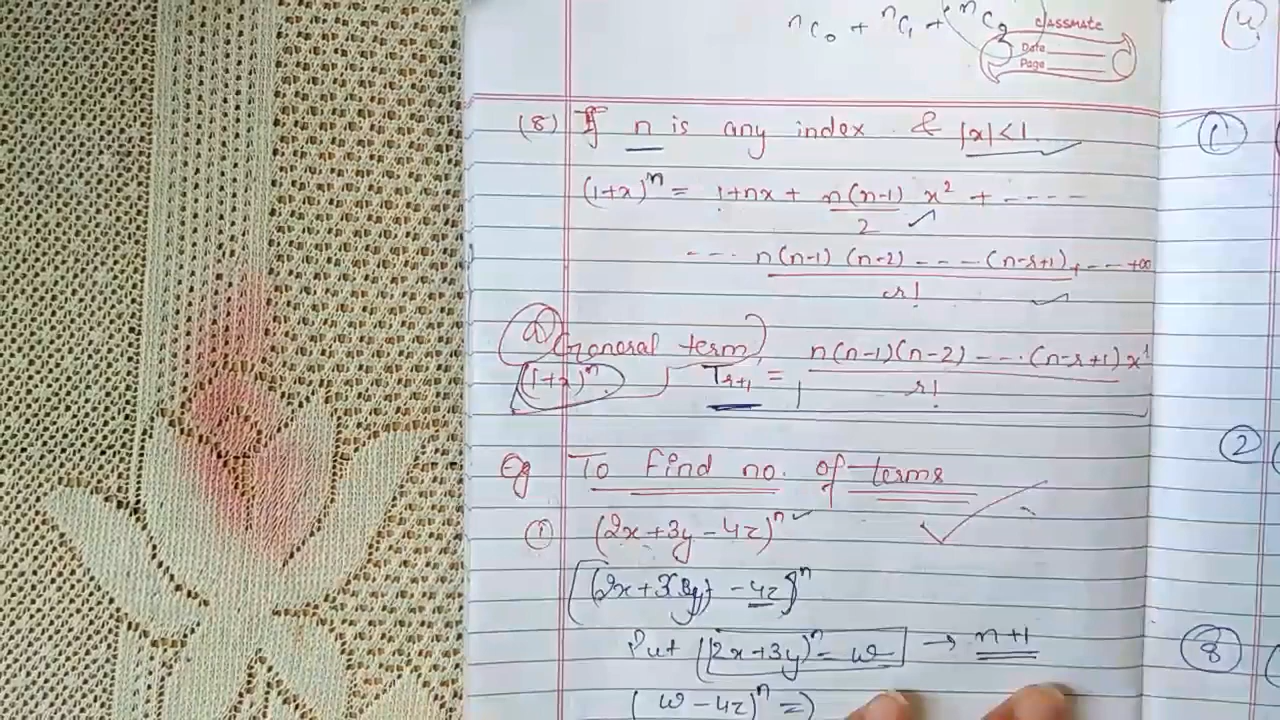 ⁿC₀ + ⁿC₁ + ⁿC₂
CLASSMATE
Date
Page
(8) If n is any index & |x|<1.
(1+x)ⁿ = 1+nx + n(n-1)/2 x² + ----
--- n(n-1) (n-2) ---- (n-r+1)/r! + --- +∞
General term
(1+x)ⁿ Tᵣ₊₁ = n(n-1)(n-2) ---- (n-r+1) xʳ/r!
Eg To find no. of terms
① (2x+3y-4z)ⁿ
- 4z]ⁿ
Put (2x+3y)ⁿ = w → n+1
(w-4z)ⁿ =)
①
②